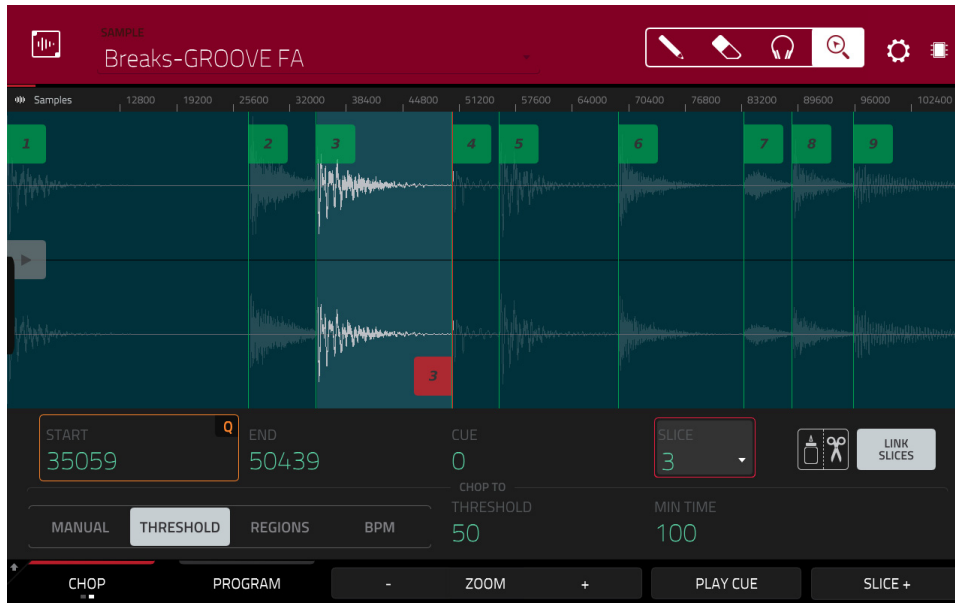 SAMPLE
Breaks-GROOVE FA
Samples 12800 19200 25600 32000 38400 44800 51200 57600 64000 70400 76800 83200 89600 96000 102400
1 2 3 4 5 6 7 8 9
3
START Q END CUE SLICE
35059 50439 0 3
LINK
SLICES
CHOP TO
THRESHOLD MIN TIME
MANUAL THRESHOLD REGIONS BPM 50 100
CHOP PROGRAM - ZOOM + PLAY CUE SLICE +